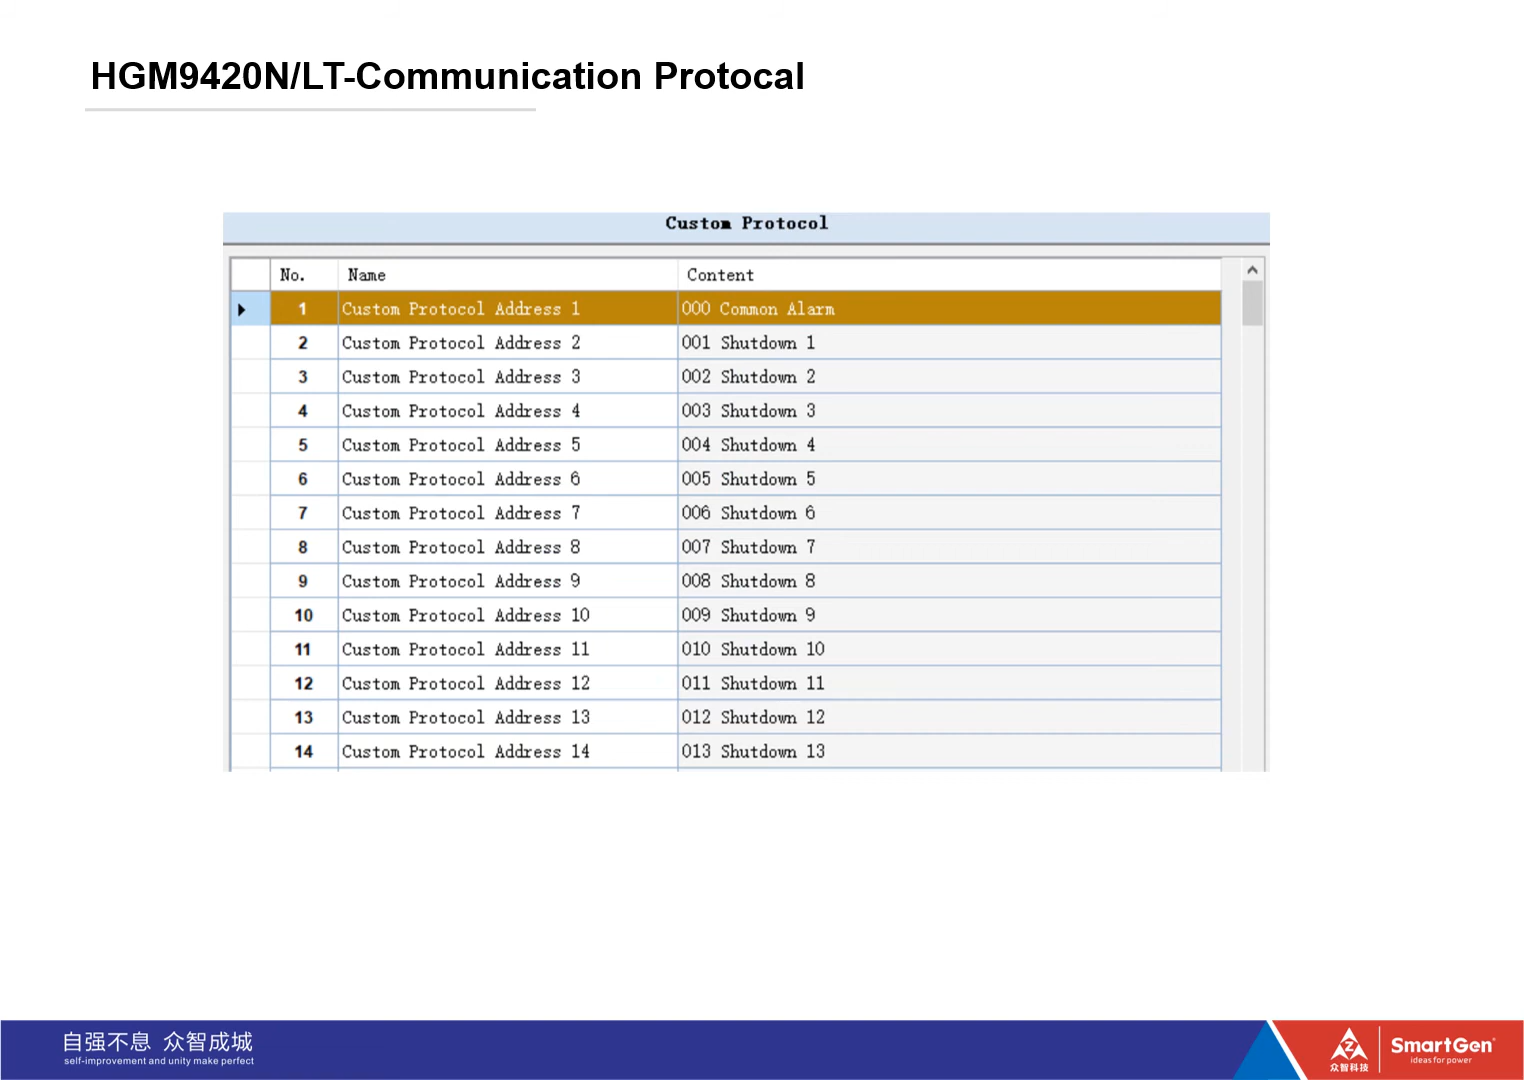 HGM9420N/LT-Communication Protocal
Custom Protocol
No. Name Content
1 Custom Protocol Address 1 000 Common Alarm
2 Custom Protocol Address 2 001 Shutdown 1
3 Custom Protocol Address 3 002 Shutdown 2
4 Custom Protocol Address 4 003 Shutdown 3
5 Custom Protocol Address 5 004 Shutdown 4
6 Custom Protocol Address 6 005 Shutdown 5
7 Custom Protocol Address 7 006 Shutdown 6
8 Custom Protocol Address 8 007 Shutdown 7
9 Custom Protocol Address 9 008 Shutdown 8
10 Custom Protocol Address 10 009 Shutdown 9
11 Custom Protocol Address 11 010 Shutdown 10
12 Custom Protocol Address 12 011 Shutdown 11
13 Custom Protocol Address 13 012 Shutdown 12
14 Custom Protocol Address 14 013 Shutdown 13
自强不息 众智成城
self-improvement and unity make perfect
Z
众智科技
SmartGen
ideas for power